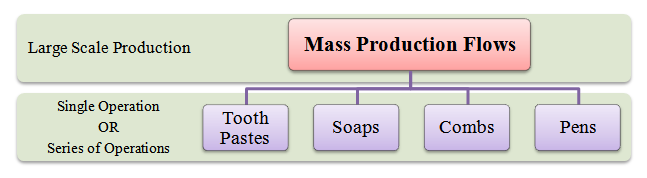 Large Scale Production
Mass Production Flows
Single Operation
OR
Series of Operations
Tooth
Pastes
Soaps
Combs
Pens